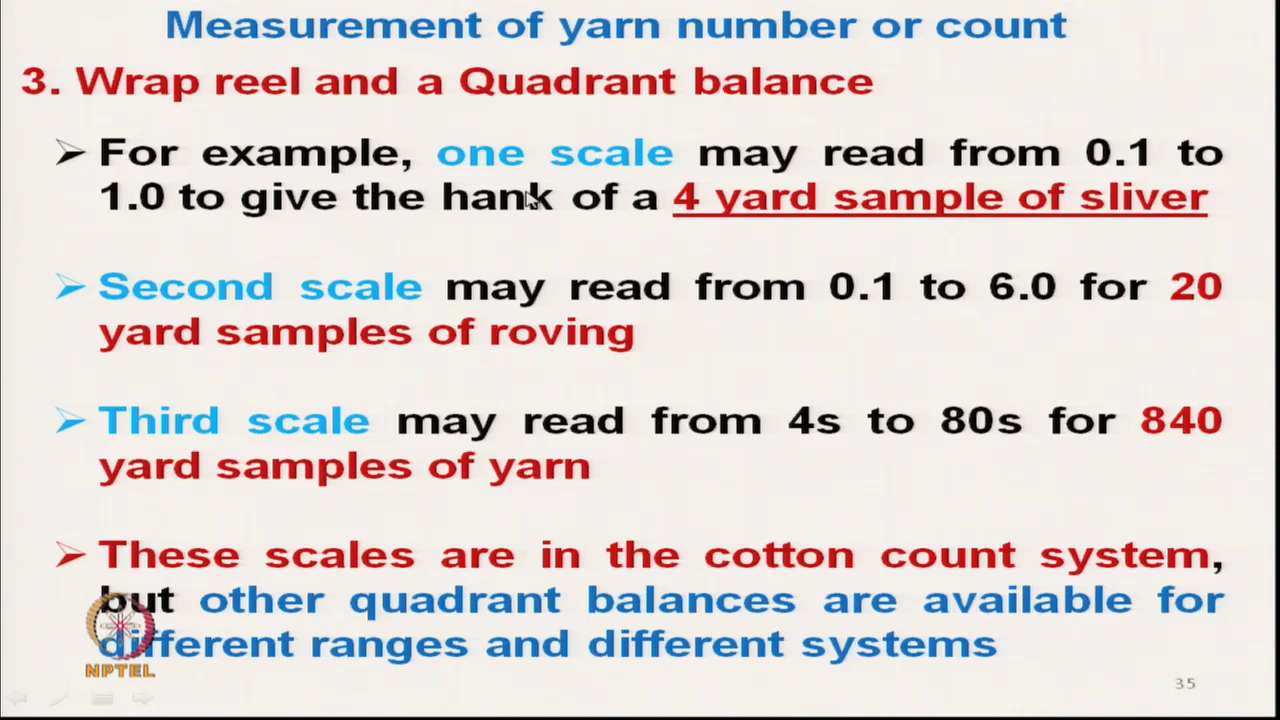 Measurement of yarn number or count
3. Wrap reel and a Quadrant balance
➢ For example, one scale may read from 0.1 to
1.0 to give the hank of a 4 yard sample of sliver
➢ Second scale may read from 0.1 to 6.0 for 20
yard samples of roving
➢ Third scale may read from 4s to 80s for 840
yard samples of yarn
➢ These scales are in the cotton count system,
but other quadrant balances are available for
different ranges and different systems
NPTEL
35